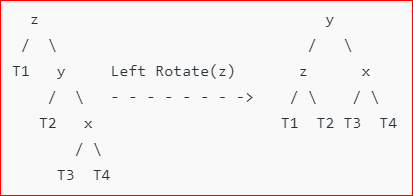 z                                y
/  \                            /   \
T1   y     Left Rotate(z)      z      x
/  \   - - - - - - - ->    / \    / \
T2   x                    T1  T2 T3  T4
/ \
T3  T4